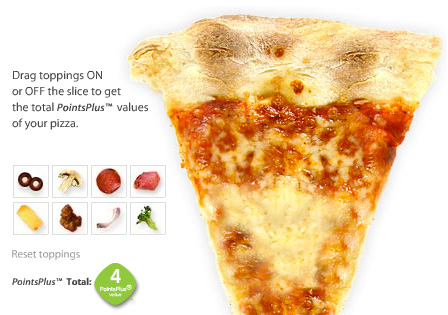 Drag toppings ON
or OFF the slice to get
the total PointsPlus™ values
of your pizza.
Reset toppings
PointsPlus™ Total:
4
PointsPlus®
value